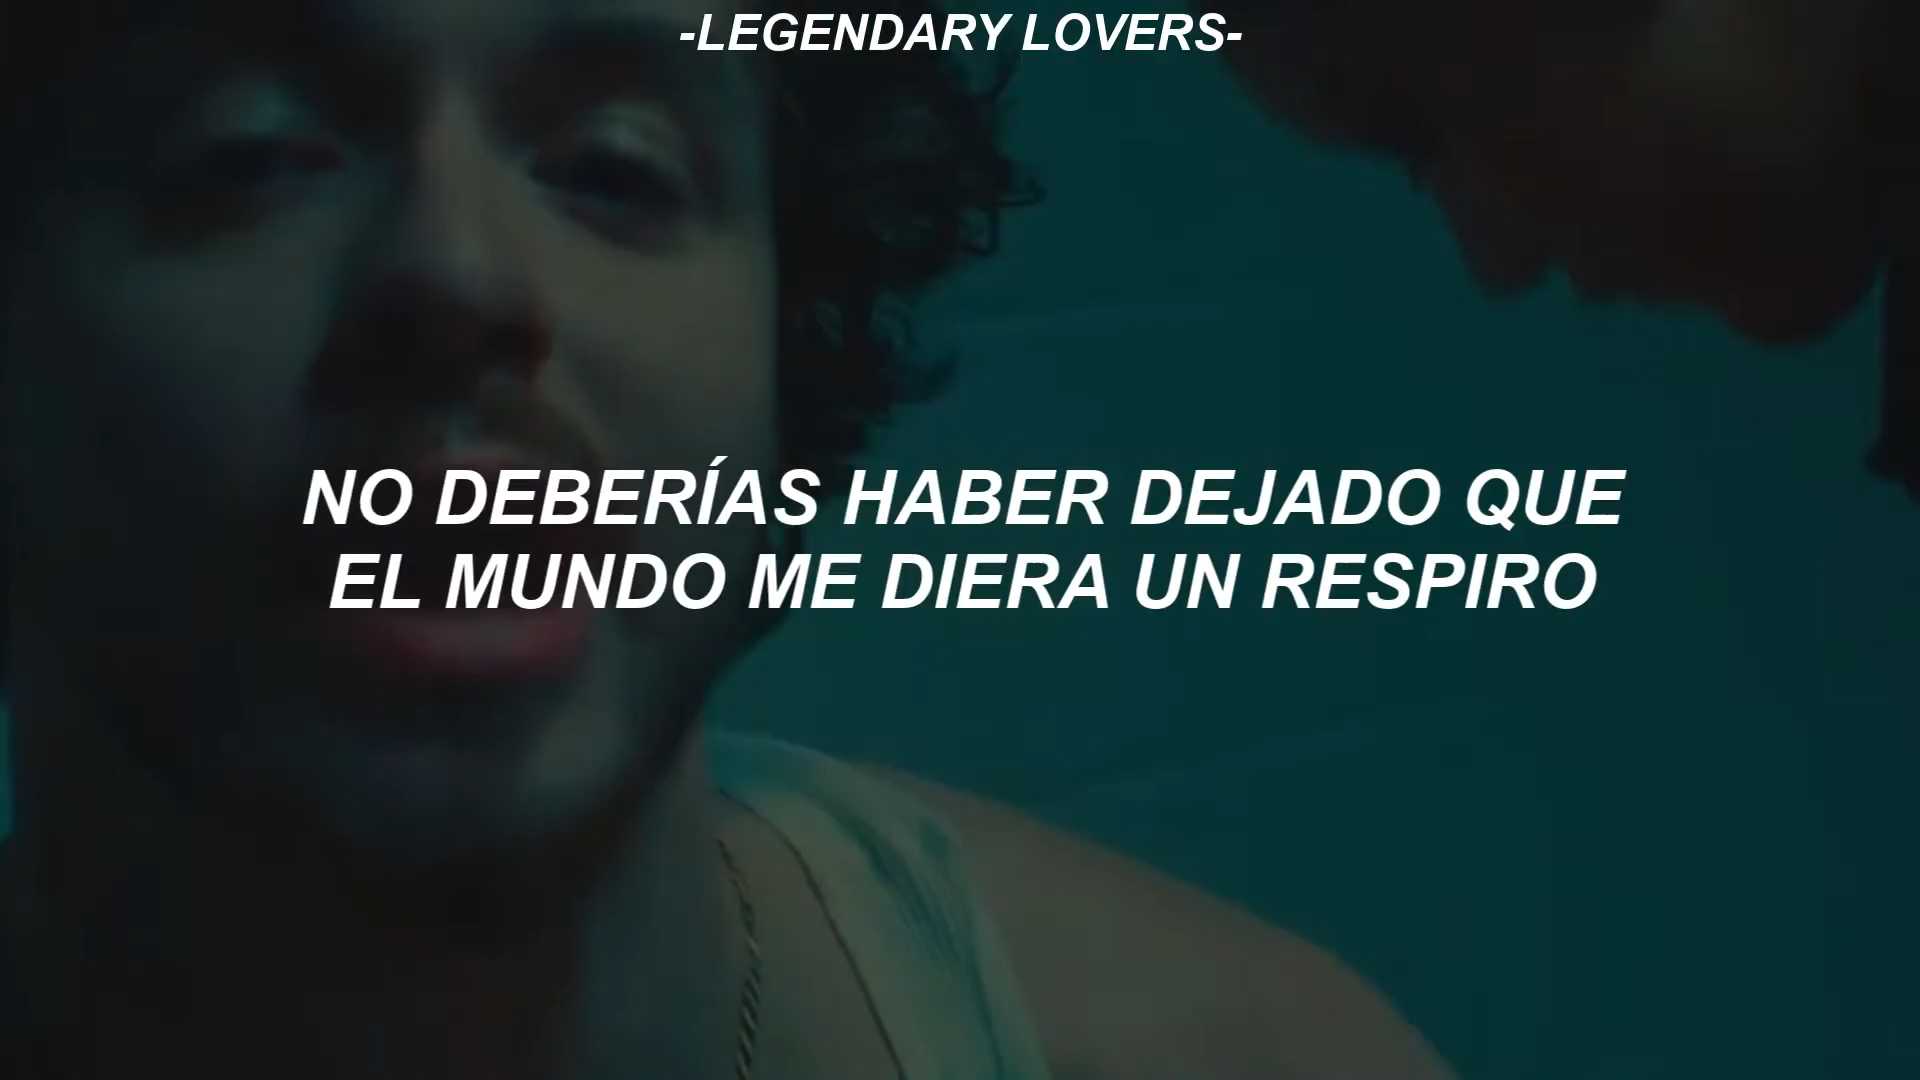 -LEGENDARY LOVERS-
NO DEBERÍAS HABER DEJADO QUE
EL MUNDO ME DIERA UN RESPIRO